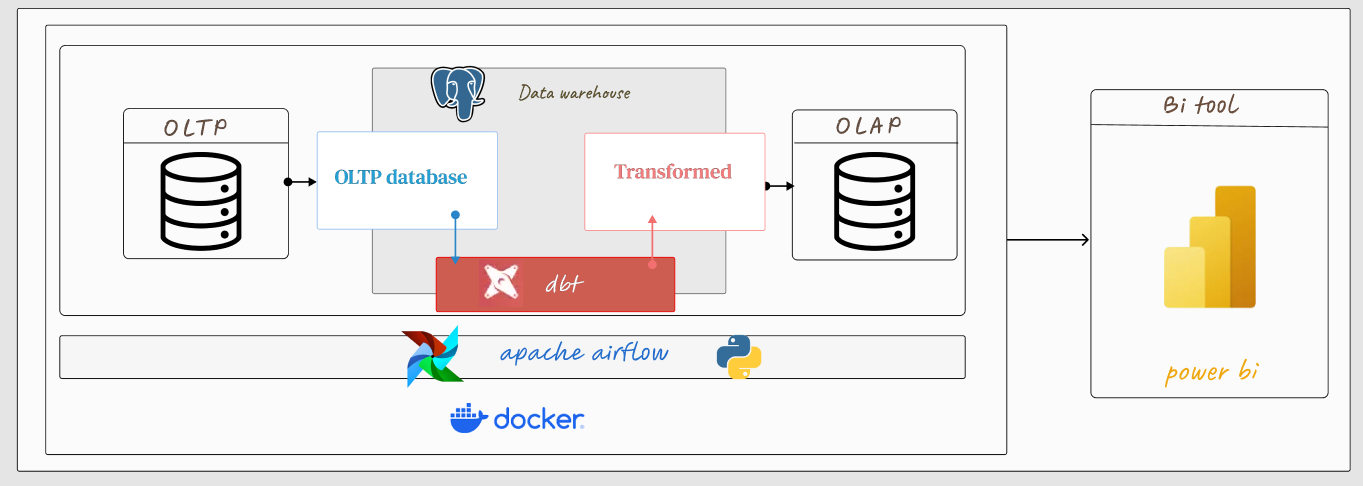 Data warehouse
OLTP
OLTP database
Transformed
OLAP
dbt
apache airflow
docker
Bi tool
power bi